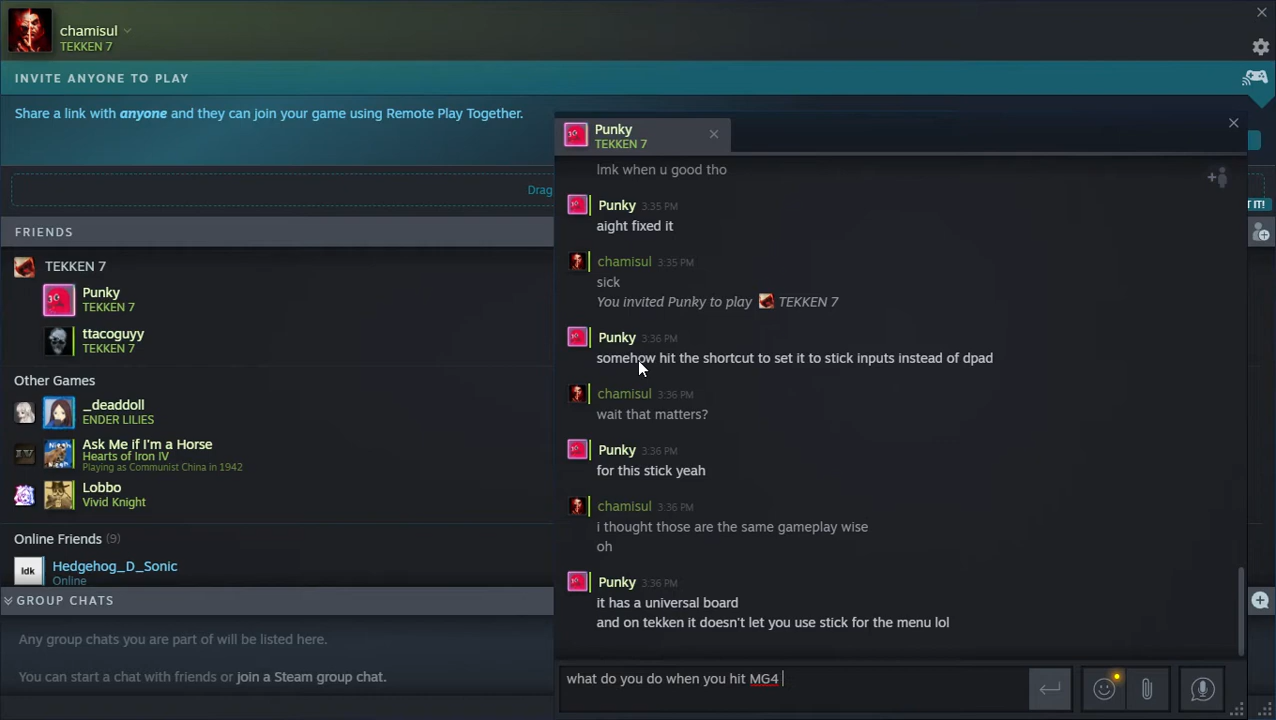 chamisul
TEKKEN 7
INVITE ANYONE TO PLAY
Share a link with anyone and they can join your game using Remote Play Together.
Drag
IT!
FRIENDS
TEKKEN 7
Punky
TEKKEN 7
ttacoguyy
TEKKEN 7
Other Games
_deaddoll
ENDER LILIES
Ask Me if I'm a Horse
Hearts of Iron IV
Playing as Communist China in 1942
Lobbo
Vivid Knight
Online Friends (9)
Idk
Hedgehog_D_Sonic
Online
GROUP CHATS
Any group chats you are part of will be listed here.
You can start a chat with friends or join a Steam group chat.
Punky
TEKKEN 7
lmk when u good tho
Punky 3:35 PM
aight fixed it
chamisul 3:35 PM
sick
You invited Punky to play TEKKEN 7
Punky 3:36 PM
somehow hit the shortcut to set it to stick inputs instead of dpad
chamisul 3:36 PM
wait that matters?
Punky 3:36 PM
for this stick yeah
chamisul 3:36 PM
i thought those are the same gameplay wise
oh
Punky 3:36 PM
it has a universal board
and on tekken it doesn't let you use stick for the menu lol
what do you do when you hit MG4